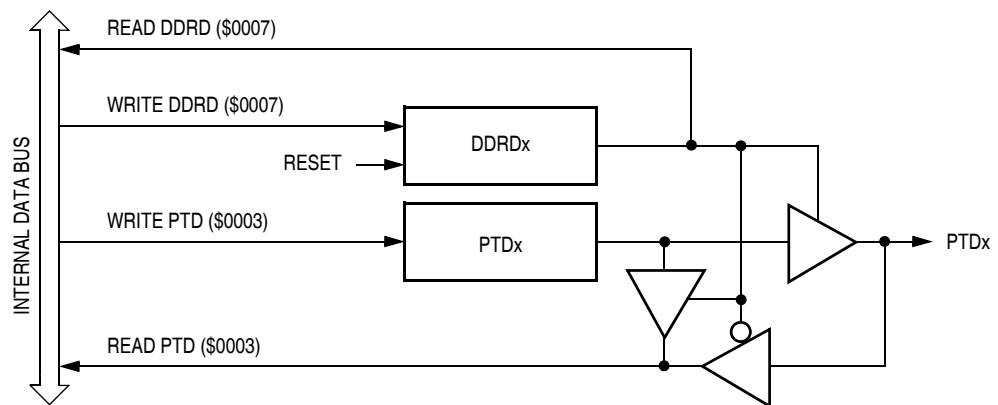 READ DDRD ($0007)
WRITE DDRD ($0007)
DDRDx
RESET
INTERNAL DATA BUS
WRITE PTD ($0003)
PTDx
PTDx
READ PTD ($0003)